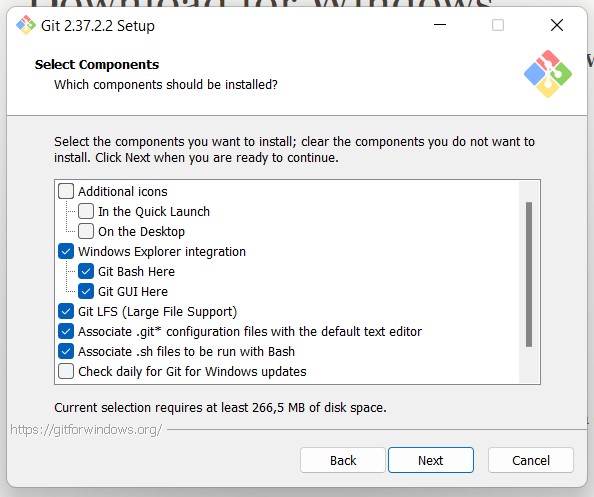 Download for Windows
Git 2.37.2.2 Setup
Select Components
Which components should be installed?
Select the components you want to install; clear the components you do not want to
install. Click Next when you are ready to continue.
Additional icons
In the Quick Launch
On the Desktop
Windows Explorer integration
Git Bash Here
Git GUI Here
Git LFS (Large File Support)
Associate .git* configuration files with the default text editor
Associate .sh files to be run with Bash
Check daily for Git for Windows updates
Current selection requires at least 266,5 MB of disk space.
https://gitforwindows.org/
Back
Next
Cancel